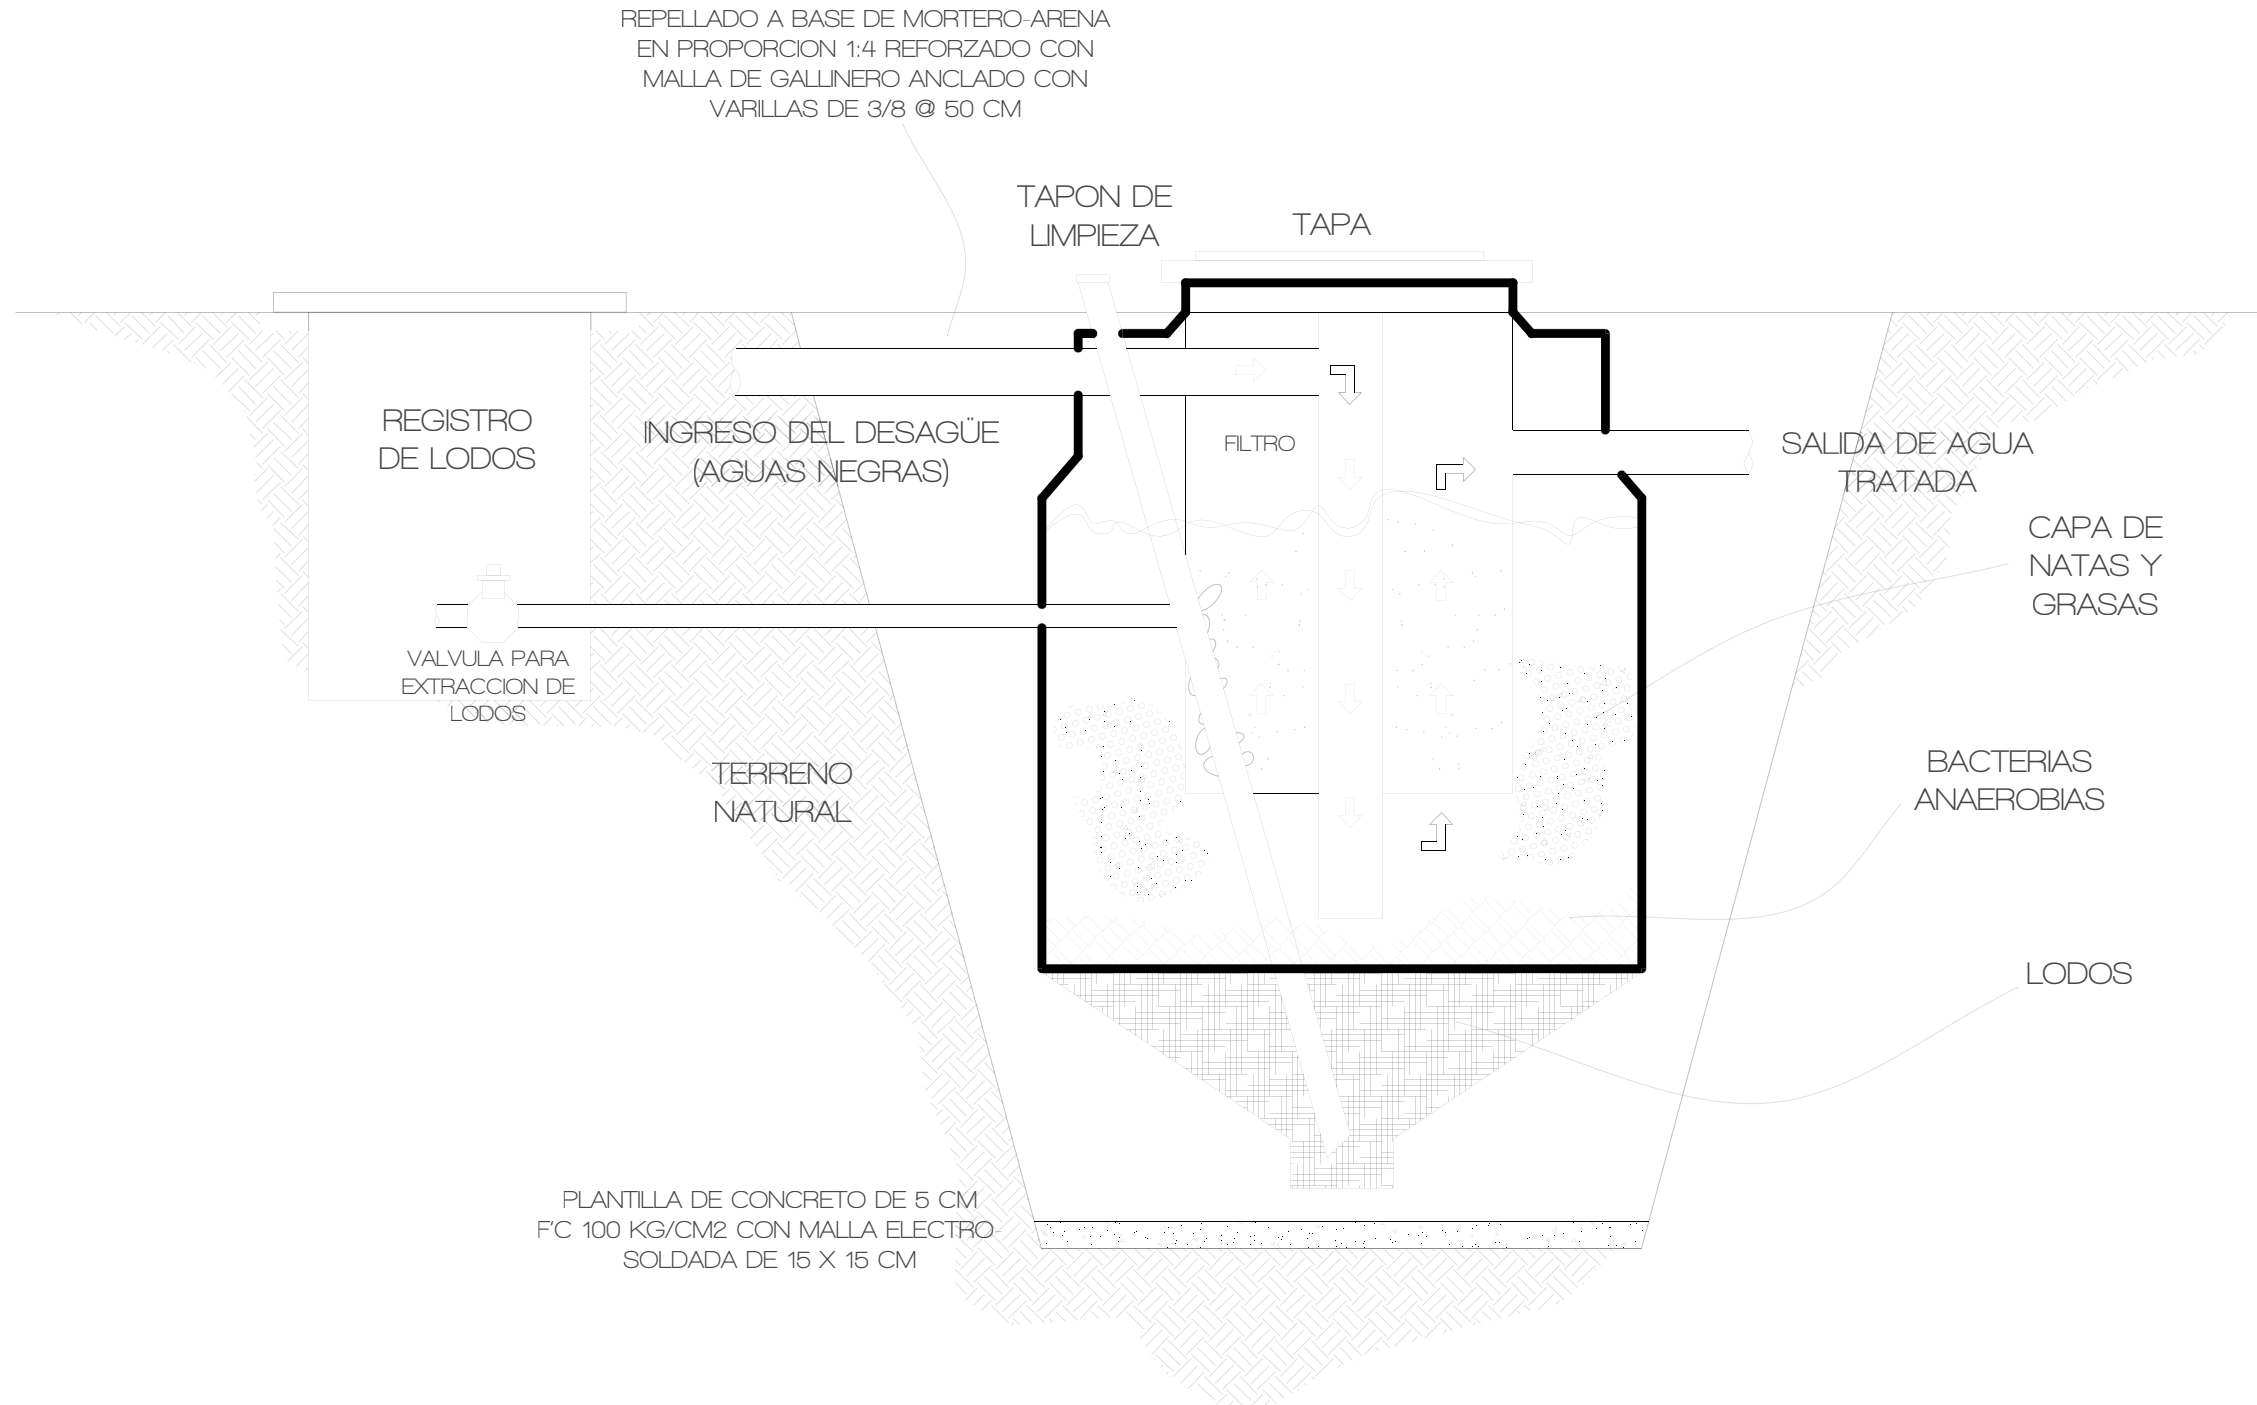 REPELLADO A BASE DE MORTERO-ARENA
EN PROPORCION 1:4 REFORZADO CON
MALLA DE GALLINERO ANCLADO CON
VARILLAS DE 3/8 @ 50 CM
TAPON DE
LIMPIEZA
TAPA
REGISTRO
DE LODOS
INGRESO DEL DESAGÜE
(AGUAS NEGRAS)
FILTRO
SALIDA DE AGUA
TRATADA
CAPA DE
NATAS Y
GRASAS
VALVULA PARA
EXTRACCION DE
LODOS
TERRENO
NATURAL
BACTERIAS
ANAEROBIAS
LODOS
PLANTILLA DE CONCRETO DE 5 CM
F'C 100 KG/CM2 CON MALLA ELECTRO-
SOLDADA DE 15 X 15 CM